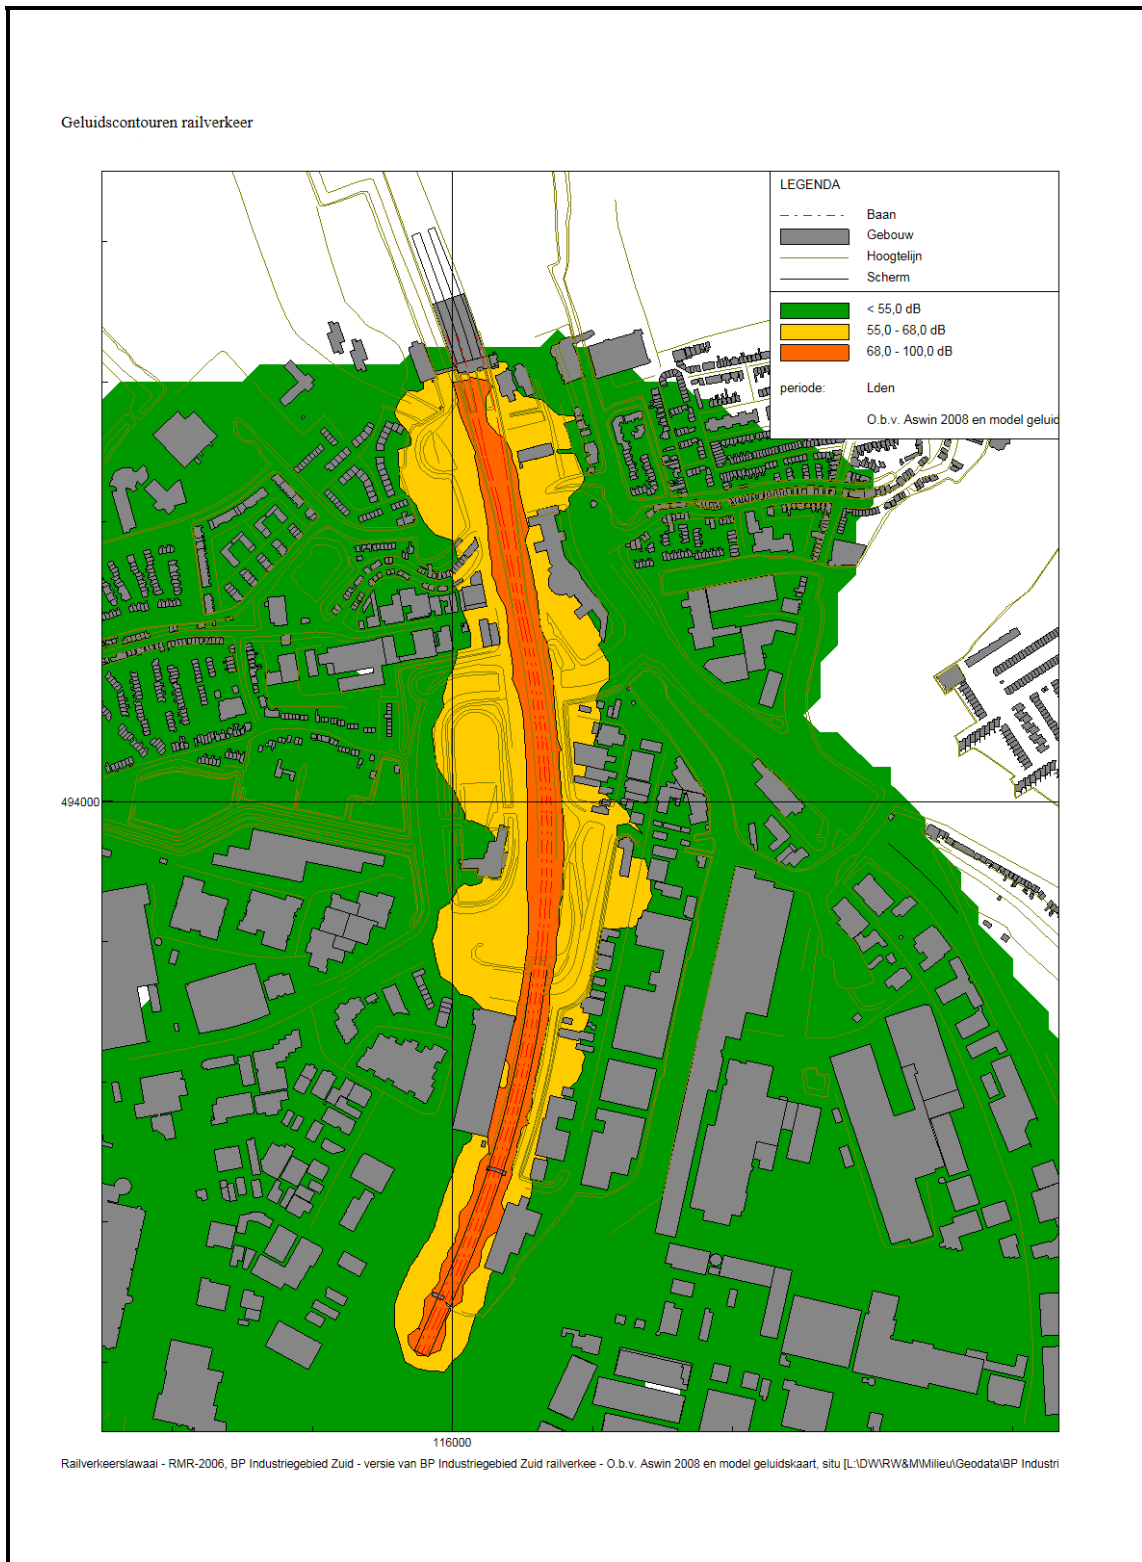 Geluidscontouren railverkeer
LEGENDA
Baan
Gebouw
Hoogtelijn
Scherm
< 55,0 dB
55,0 - 68,0 dB
68,0 - 100,0 dB
periode: Lden
O.b.v. Aswin 2008 en model geluid
494000
116000
Railverkeerslawaai - RMR-2006, BP Industriegebied Zuid - versie van BP Industriegebied Zuid railverkee - O.b.v. Aswin 2008 en model geluidskaart, situ [L:\DW\RW&M\Milieu\Geodata\BP Industri